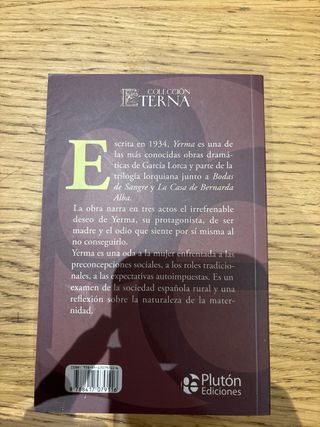 COLECCIÓN
ETERNA
Escrita en 1934, Yerma es una de
las más conocidas obras dramá-
ticas de García Lorca y parte de la
trilogía lorquiana junto a Bodas
de Sangre y La Casa de Bernarda
Alba.
La obra narra en tres actos el irrefrenable
deseo de Yerma, su protagonista, de ser
madre y el odio que siente por sí misma al
no conseguirlo.
Yerma es una oda a la mujer enfrentada a las
preconcepciones sociales, a los roles tradicio-
nales, a las expectativas autoimpuestas. Es un
examen de la sociedad española rural y una
reflexión sobre la naturaleza de la mater-
nidad.
9 788417 079316
Plutón
Ediciones